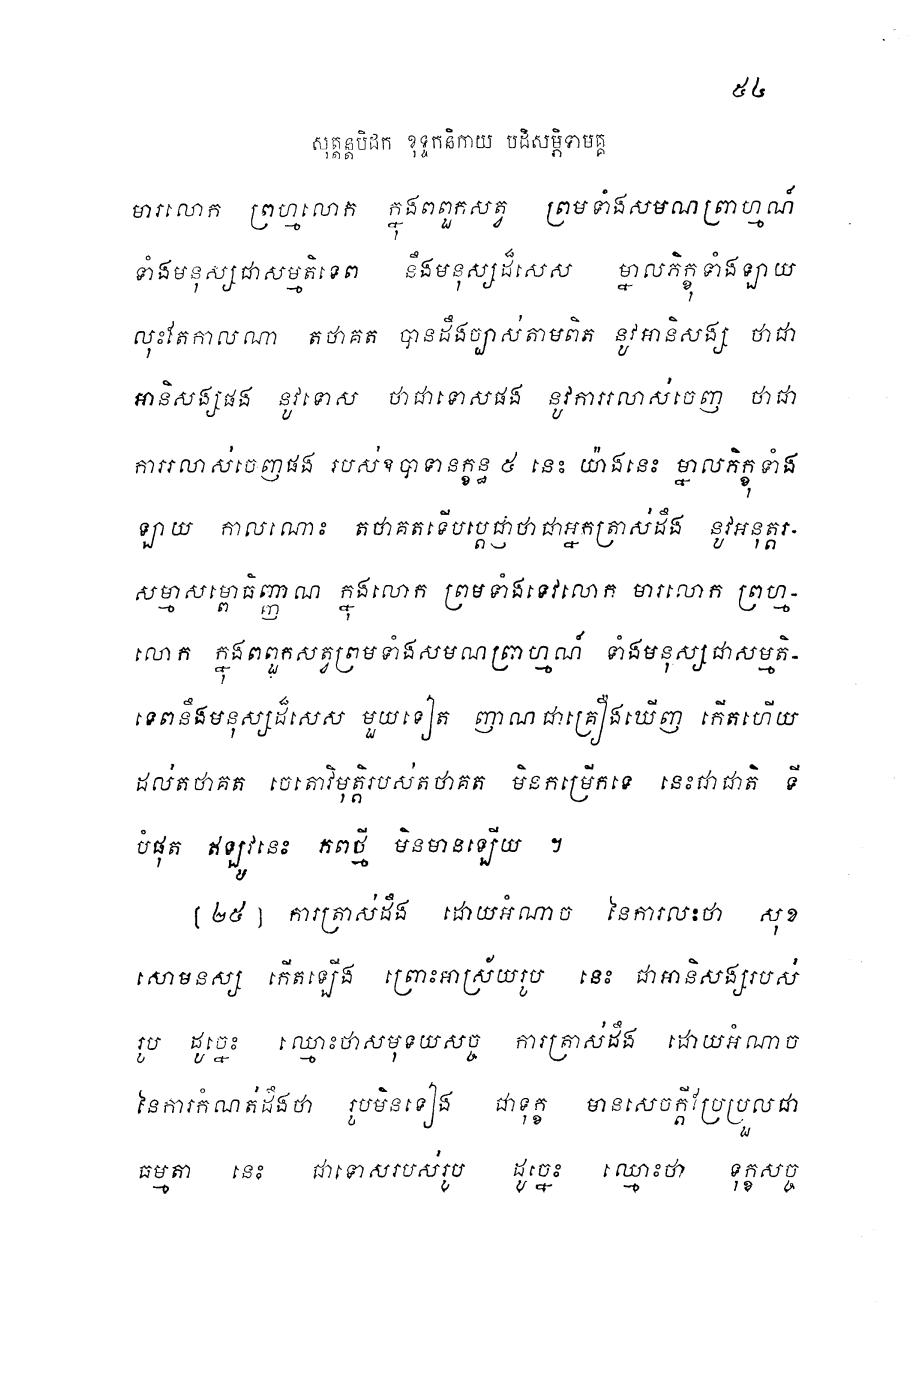 ៥៤
សុត្តន្តបិដក ខុទ្ទកនិកាយ បដិសម្ភិទាមគ្គ
មារលោក ព្រហ្មលោក ក្នុងពពួកសត្វ ព្រមទាំងសមណព្រាហ្មណ៍
ទាំងមនុស្សជាសម្មតិទេព នឹងមនុស្សដ៏សេស ម្នាលភិក្ខុទាំងឡាយ
លុះតែកាលណា តថាគត បានដឹងច្បាស់តាមពិត នូវអានិសង្ស ថាជា
អានិសង្សផង នូវទោស ថាជាទោសផង នូវការរលាស់ចេញ ថាជា
ការរលាស់ចេញផង របស់ឧបាទានក្ខន្ធ ៥ នេះ យ៉ាងនេះ ម្នាលភិក្ខុទាំង
ឡាយ កាលណោះ តថាគតទើបប្តេជ្ញាថាជាអ្នកត្រាស់ដឹង នូវអនុត្តរ-
សម្មាសម្ពោធិញ្ញាណ ក្នុងលោក ព្រមទាំងទេវលោក មារលោក ព្រហ្ម-
លោក ក្នុងពពួកសត្វព្រមទាំងសមណព្រាហ្មណ៍ ទាំងមនុស្សជាសម្មតិ-
ទេពនឹងមនុស្សដ៏សេស មួយទៀត ញាណជាគ្រឿងឃើញ កើតហើយ
ដល់តថាគត ចេតោវិមុត្តិរបស់តថាគត មិនកម្រើកទេ នេះជាជាតិ ទី
បំផុត ឥឡូវនេះ ភពថ្មី មិនមានឡើយ ។
[ ២៥ ] ការត្រាស់ដឹង ដោយអំណាច នៃការលះថា សុខ
សោមនស្ស កើតឡើង ព្រោះអាស្រ័យរូប នេះ ជាអានិសង្សរបស់
រូប ដូច្នេះ ឈ្មោះថាសមុទយសច្ច ការត្រាស់ដឹង ដោយអំណាច
នៃការកំណត់ដឹងថា រូបមិនទៀង ជាទុក្ខ មានសេចក្តីប្រែប្រួលជា
ធម្មតា នេះ ជាទោសរបស់រូប ដូច្នេះ ឈ្មោះថា ទុក្ខសច្ច